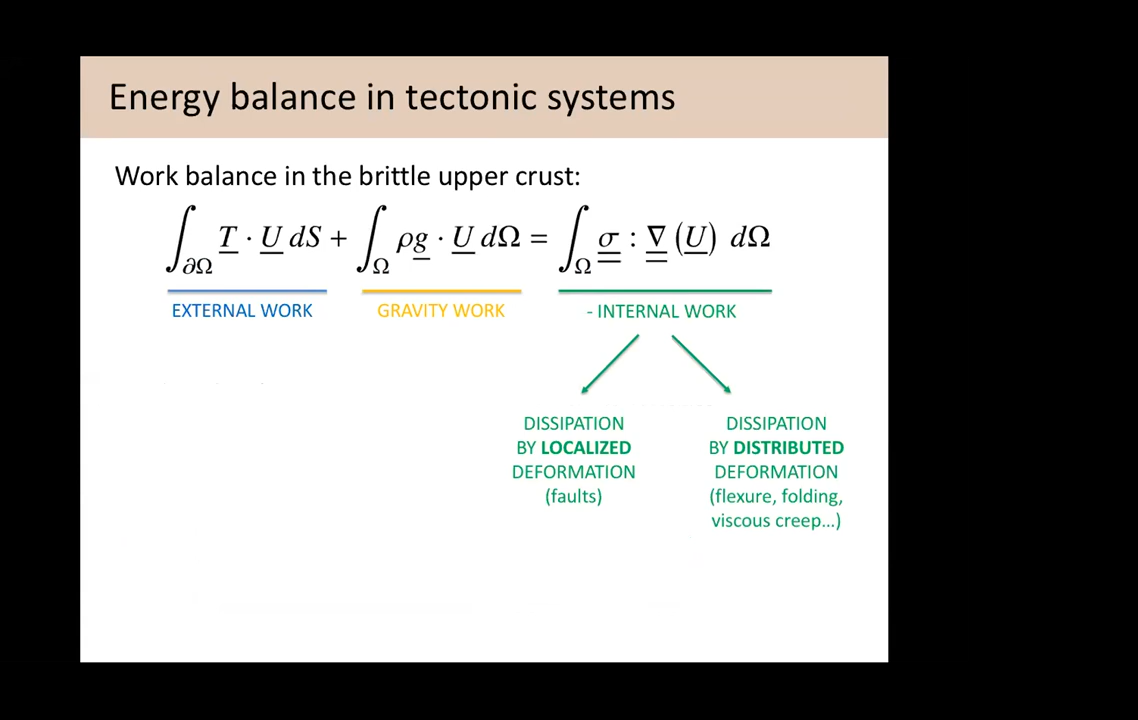 Energy balance in tectonic systems
Work balance in the brittle upper crust:
∫∂Ω T · U dS + ∫Ω ρg · U dΩ = ∫Ω σ : ∇ (U) dΩ
EXTERNAL WORK
GRAVITY WORK
- INTERNAL WORK
DISSIPATION
BY LOCALIZED
DEFORMATION
(faults)
DISSIPATION
BY DISTRIBUTED
DEFORMATION
(flexure, folding,
viscous creep...)